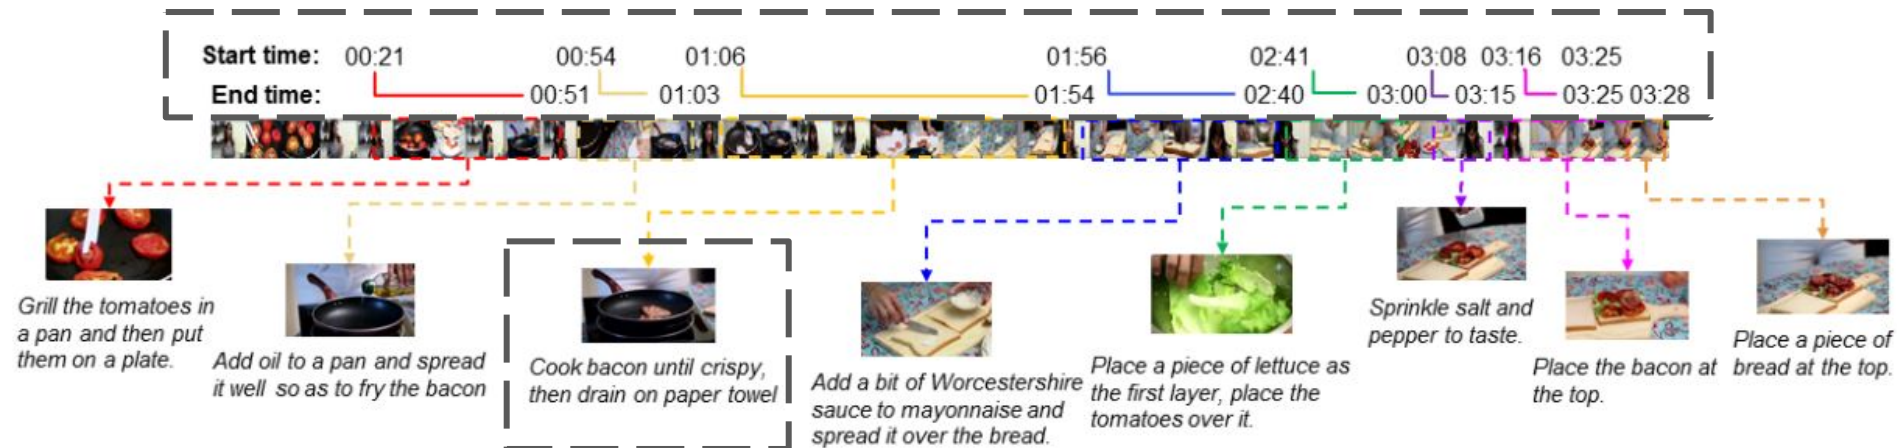 Start time: 00:21 00:54 01:06 01:56 02:41 03:08 03:16 03:25
End time: 00:51 01:03 01:54 02:40 03:00 03:15 03:25 03:28
Grill the tomatoes in
a pan and then put
them on a plate.
Add oil to a pan and spread
it well so as to fry the bacon
Cook bacon until crispy,
then drain on paper towel
Add a bit of Worcestershire
sauce to mayonnaise and
spread it over the bread.
Place a piece of lettuce as
the first layer, place the
tomatoes over it.
Sprinkle salt and
pepper to taste.
Place the bacon at
the top.
Place a piece of
bread at the top.